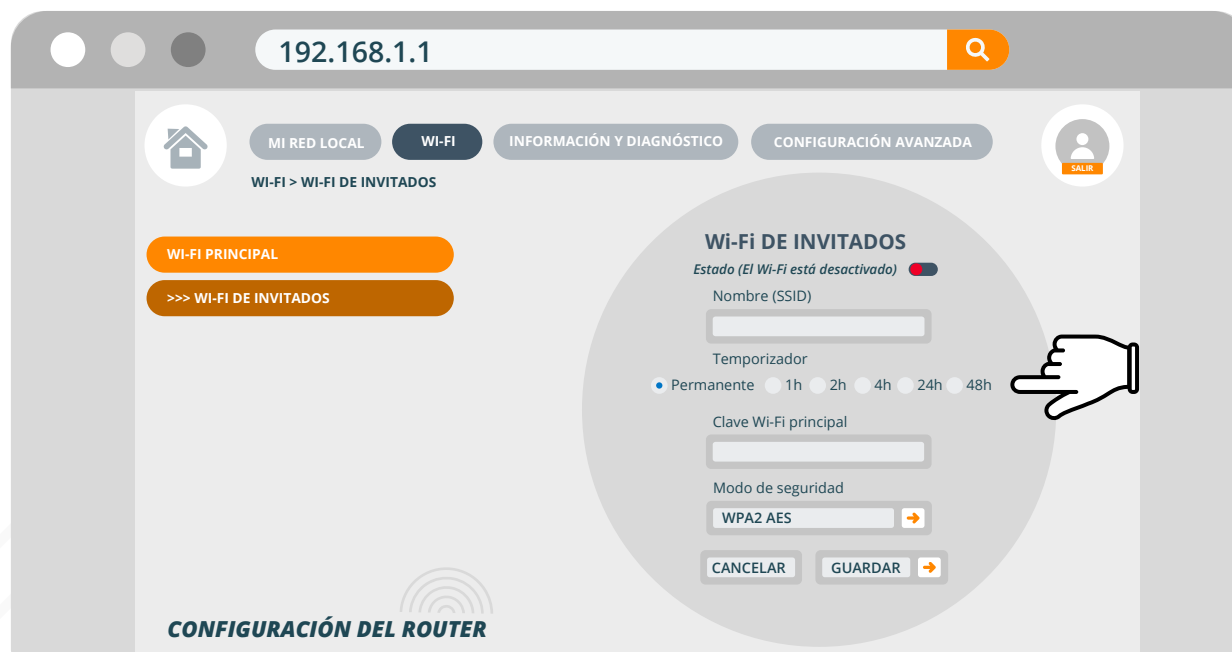 192.168.1.1
MI RED LOCAL WI-FI INFORMACIÓN Y DIAGNÓSTICO CONFIGURACIÓN AVANZADA
SALIR
WI-FI > WI-FI DE INVITADOS
WI-FI PRINCIPAL
>>> WI-FI DE INVITADOS
Wi-Fi DE INVITADOS
Estado (El Wi-Fi está desactivado)
Nombre (SSID)
Temporizador
Permanente 1h 2h 4h 24h 48h
Clave Wi-Fi principal
Modo de seguridad
WPA2 AES
CANCELAR GUARDAR
CONFIGURACIÓN DEL ROUTER